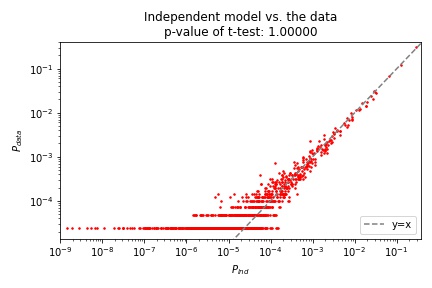 Independent model vs. the data
p-value of t-test: 1.00000
10⁻¹
10⁻²
10⁻³
10⁻⁴
P_data
y=x
10⁻⁹ 10⁻⁸ 10⁻⁷ 10⁻⁶ 10⁻⁵ 10⁻⁴ 10⁻³ 10⁻² 10⁻¹
P_ind